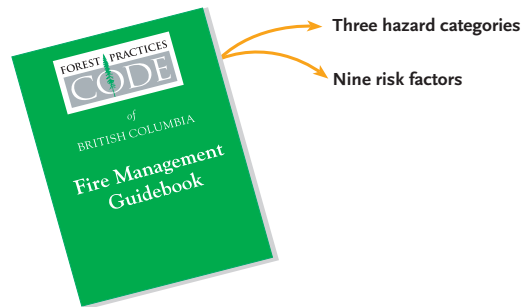 FOREST PRACTICES
CODE
of
BRITISH COLUMBIA
Fire Management
Guidebook
Three hazard categories
Nine risk factors